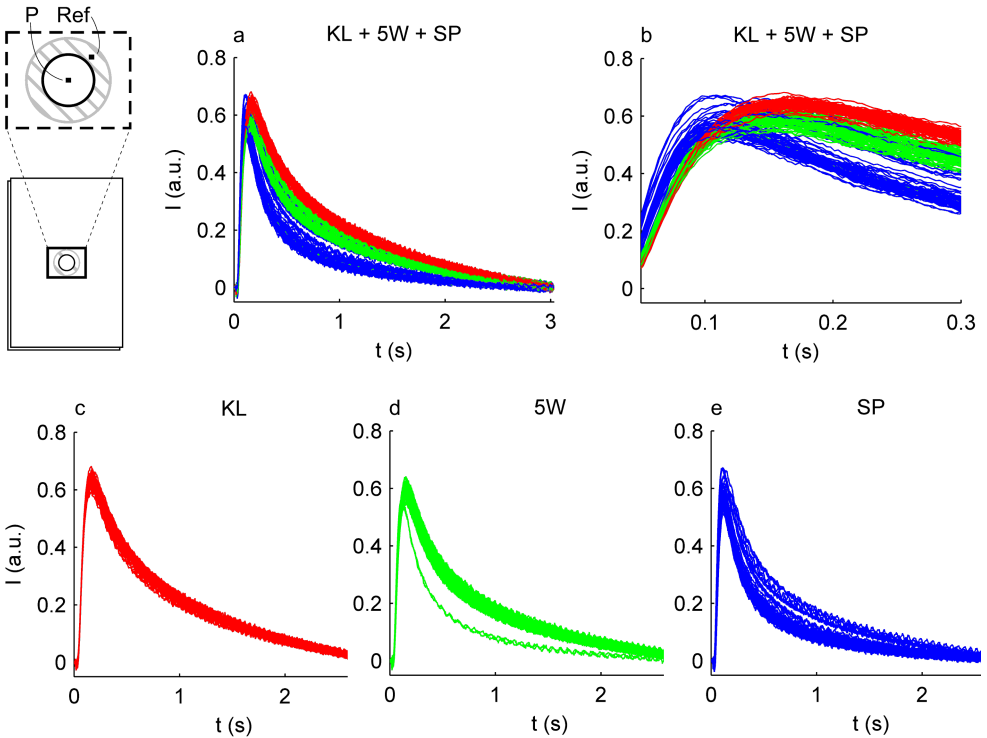 P Ref
a KL + 5W + SP
0.8
0.6
0.4
0.2
0
I (a.u.)
0 1 2 3
t (s)
b KL + 5W + SP
0.8
0.6
0.4
0.2
0
I (a.u.)
0.1 0.2 0.3
t (s)
c KL
0.8
0.6
0.4
0.2
0
I (a.u.)
0 1 2
t (s)
d 5W
0.8
0.6
0.4
0.2
0
0 1 2
t (s)
e SP
0.8
0.6
0.4
0.2
0
0 1 2
t (s)